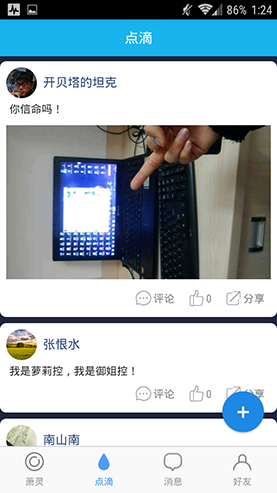 86% 1:24
点滴
开贝塔的坦克
你信命吗！
评论 0 分享
张恨水
我是萝莉控，我是御姐控！
评论 0 分享
南山南
萧灵 点滴 消息 好友